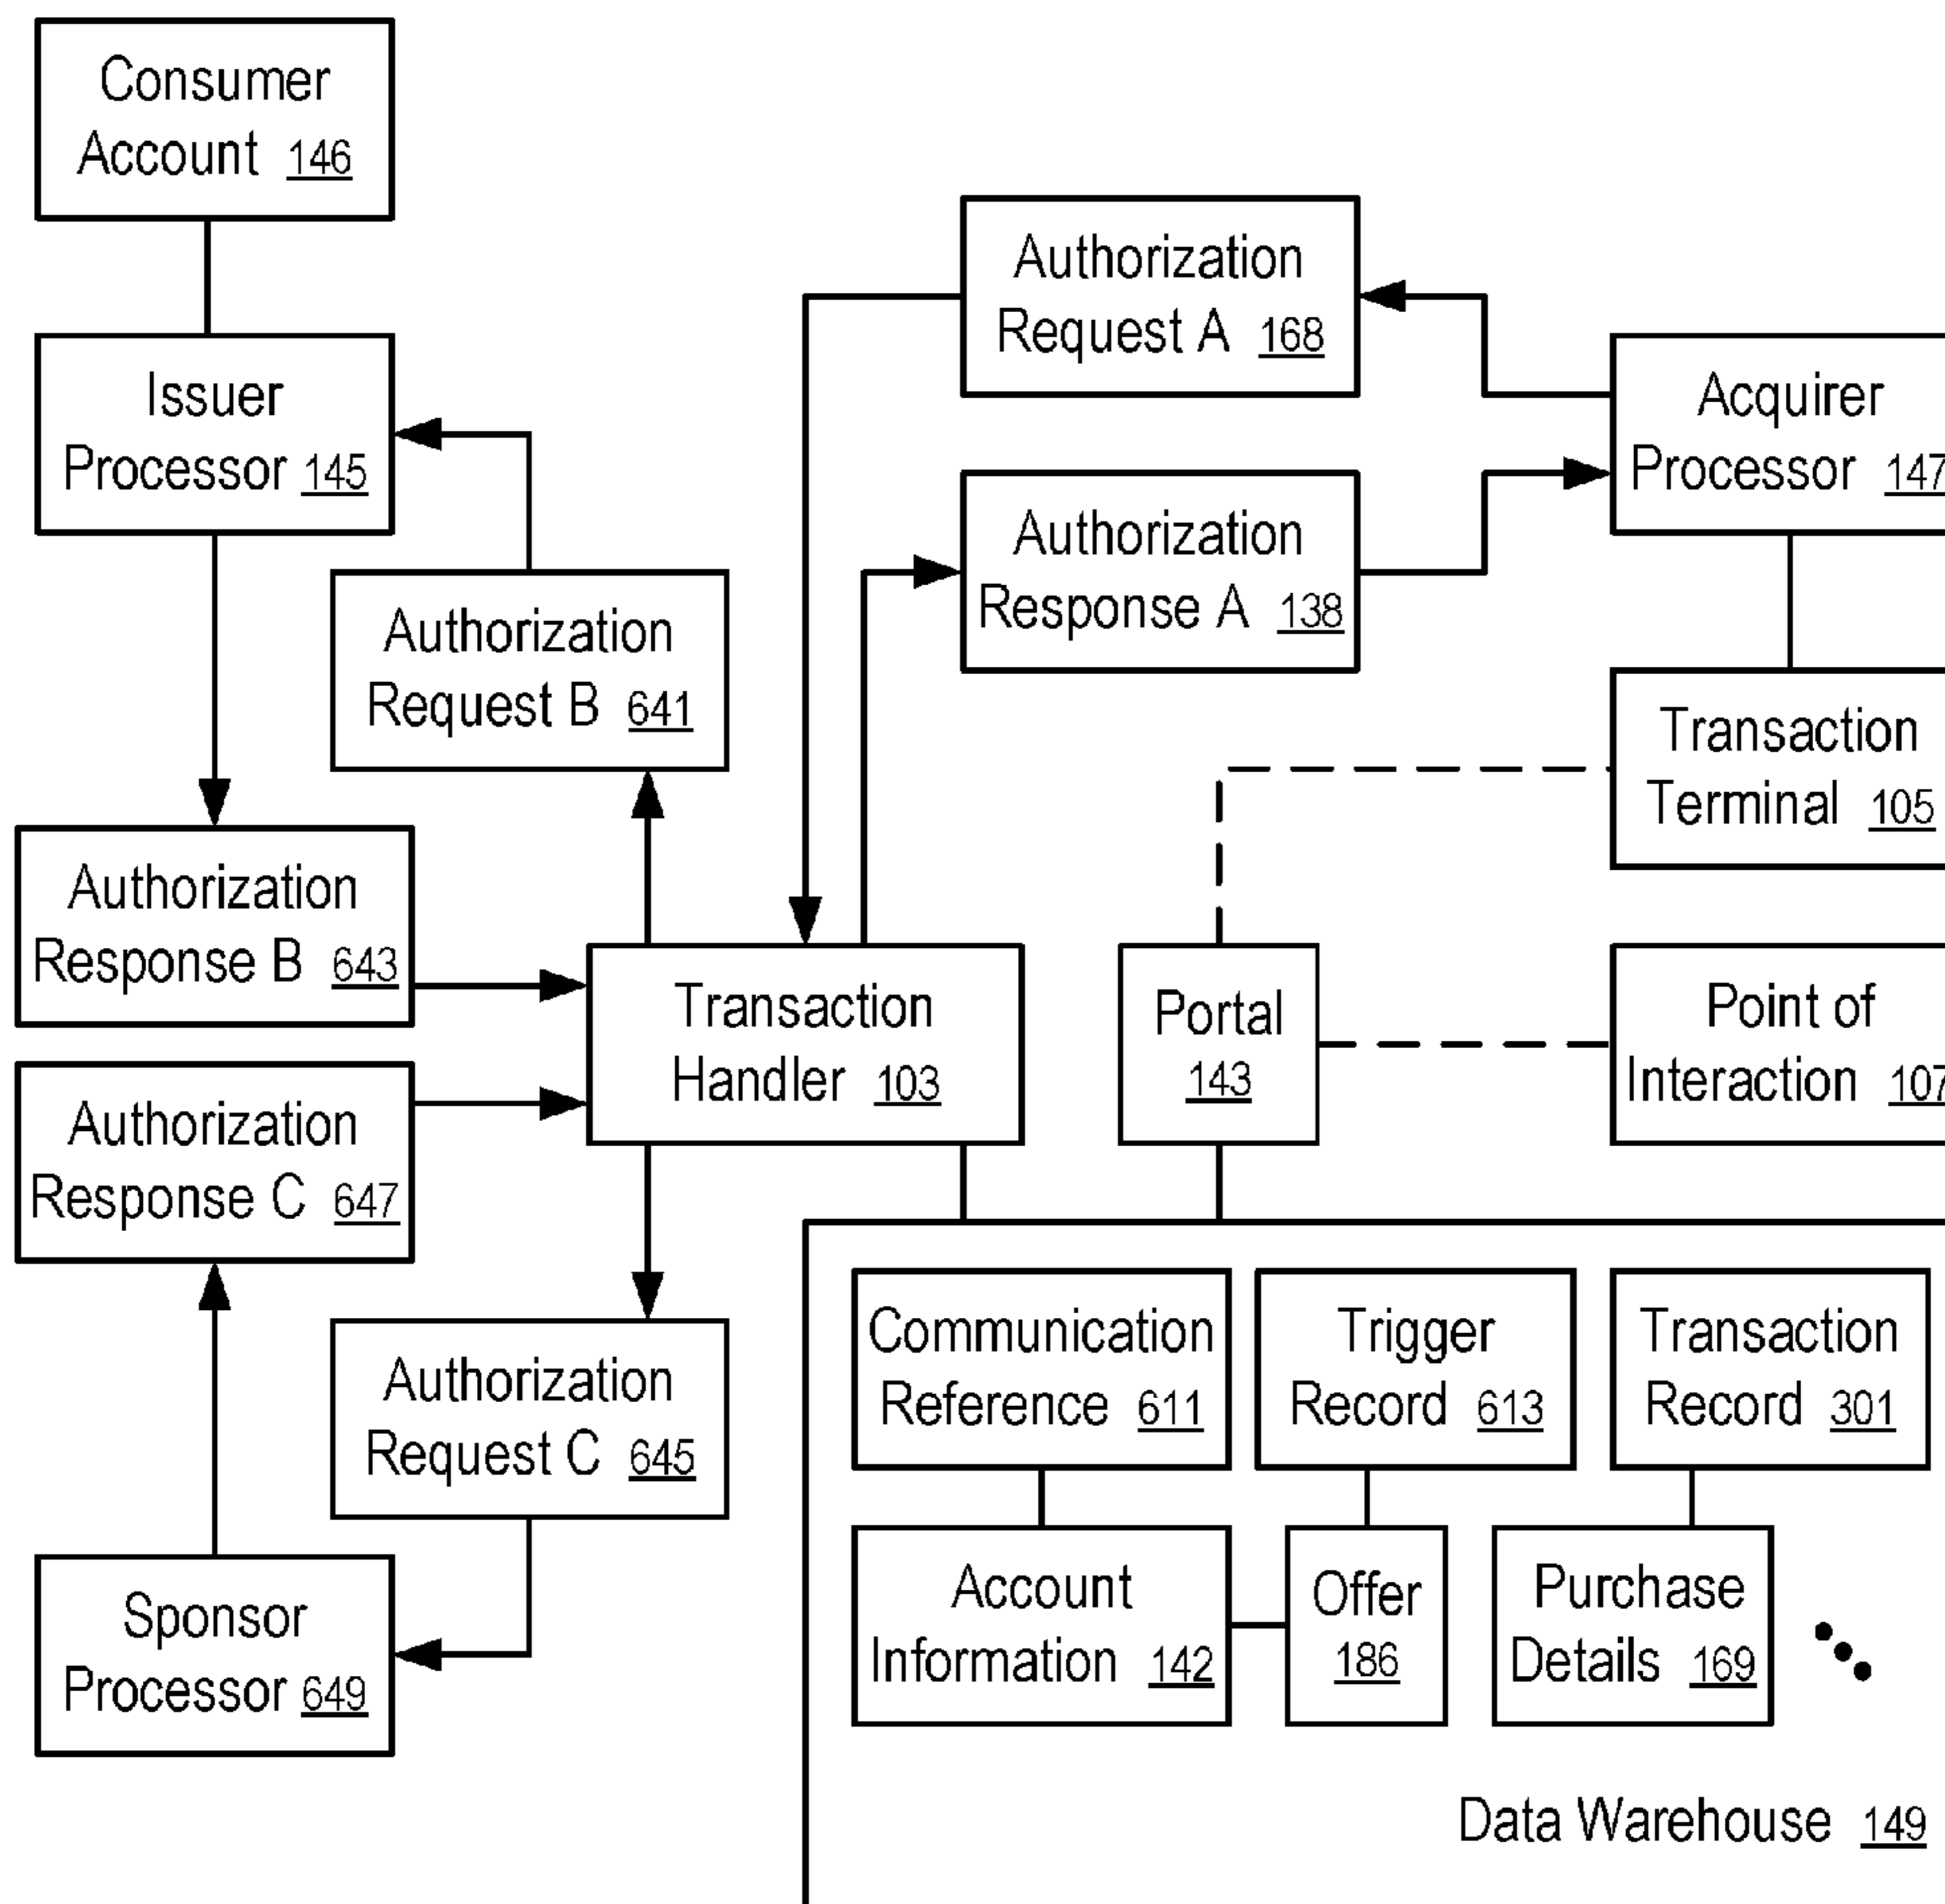 Consumer
Account 146
Authorization
Request A 168
Issuer
Processor 145
Acquirer
Processor 147
Authorization
Response A 138
Authorization
Request B 641
Transaction
Terminal 105
Authorization
Response B 643
Transaction
Handler 103
Portal
143
Point of
Interaction 107
Authorization
Response C 647
Authorization
Request C 645
Communication
Reference 611
Trigger
Record 613
Transaction
Record 301
Sponsor
Processor 649
Account
Information 142
Offer
186
Purchase
Details 169
Data Warehouse 149